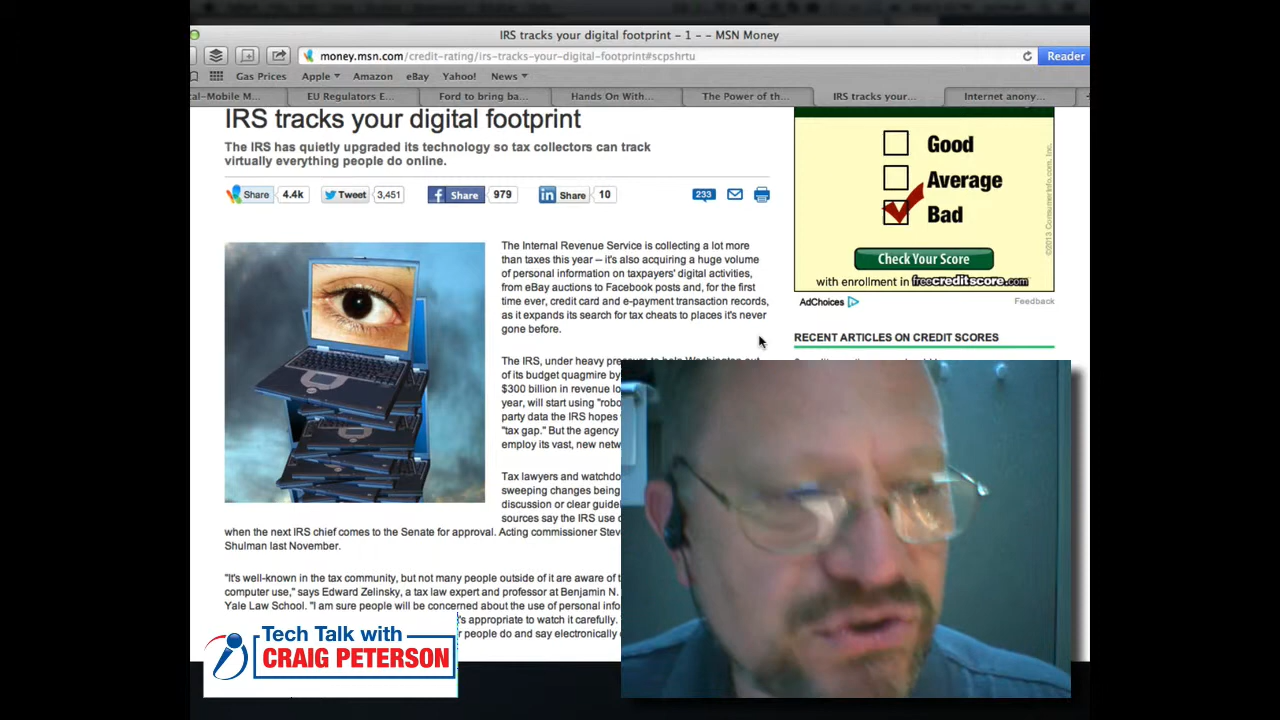 IRS tracks your digital footprint – 1 – – MSN Money
money.msn.com/credit-rating/irs-tracks-your-digital-footprint#scpshrtu
Reader
Gas Prices Apple Amazon eBay Yahoo! News
al-Mobile M... EU Regulators E... Ford to bring ba... Hands On With... The Power of th... IRS tracks your... Internet anony...
IRS tracks your digital footprint
The IRS has quietly upgraded its technology so tax collectors can track
virtually everything people do online.
Share 4.4k Tweet 3,451 Share 979 Share 10 233
The Internal Revenue Service is collecting a lot more
than taxes this year -- it's also acquiring a huge volume
of personal information on taxpayers' digital activities,
from eBay auctions to Facebook posts and, for the first
time ever, credit card and e-payment transaction records,
as it expands its search for tax cheats to places it's never
gone before.
The IRS, under heavy pressure to help Washington out
of its budget quagmire by
$300 billion in revenue lo
year, will start using "robo
party data the IRS hopes
"tax gap." But the agency
employ its vast, new netw
Tax lawyers and watchdo
sweeping changes being
discussion or clear guide
sources say the IRS use o
when the next IRS chief comes to the Senate for approval. Acting commissioner Stev
Shulman last November.
"It's well-known in the tax community, but not many people outside of it are aware of t
computer use," says Edward Zelinsky, a tax law expert and professor at Benjamin N.
Yale Law School. "I am sure people will be concerned about the use of personal info
's appropriate to watch it carefully.
r people do and say electronically
Good
Average
Bad
Check Your Score
with enrollment in freecreditscore.com
©2013 ConsumerInfo.com, Inc.
AdChoices Feedback
RECENT ARTICLES ON CREDIT SCORES
Tech Talk with
CRAIG PETERSON